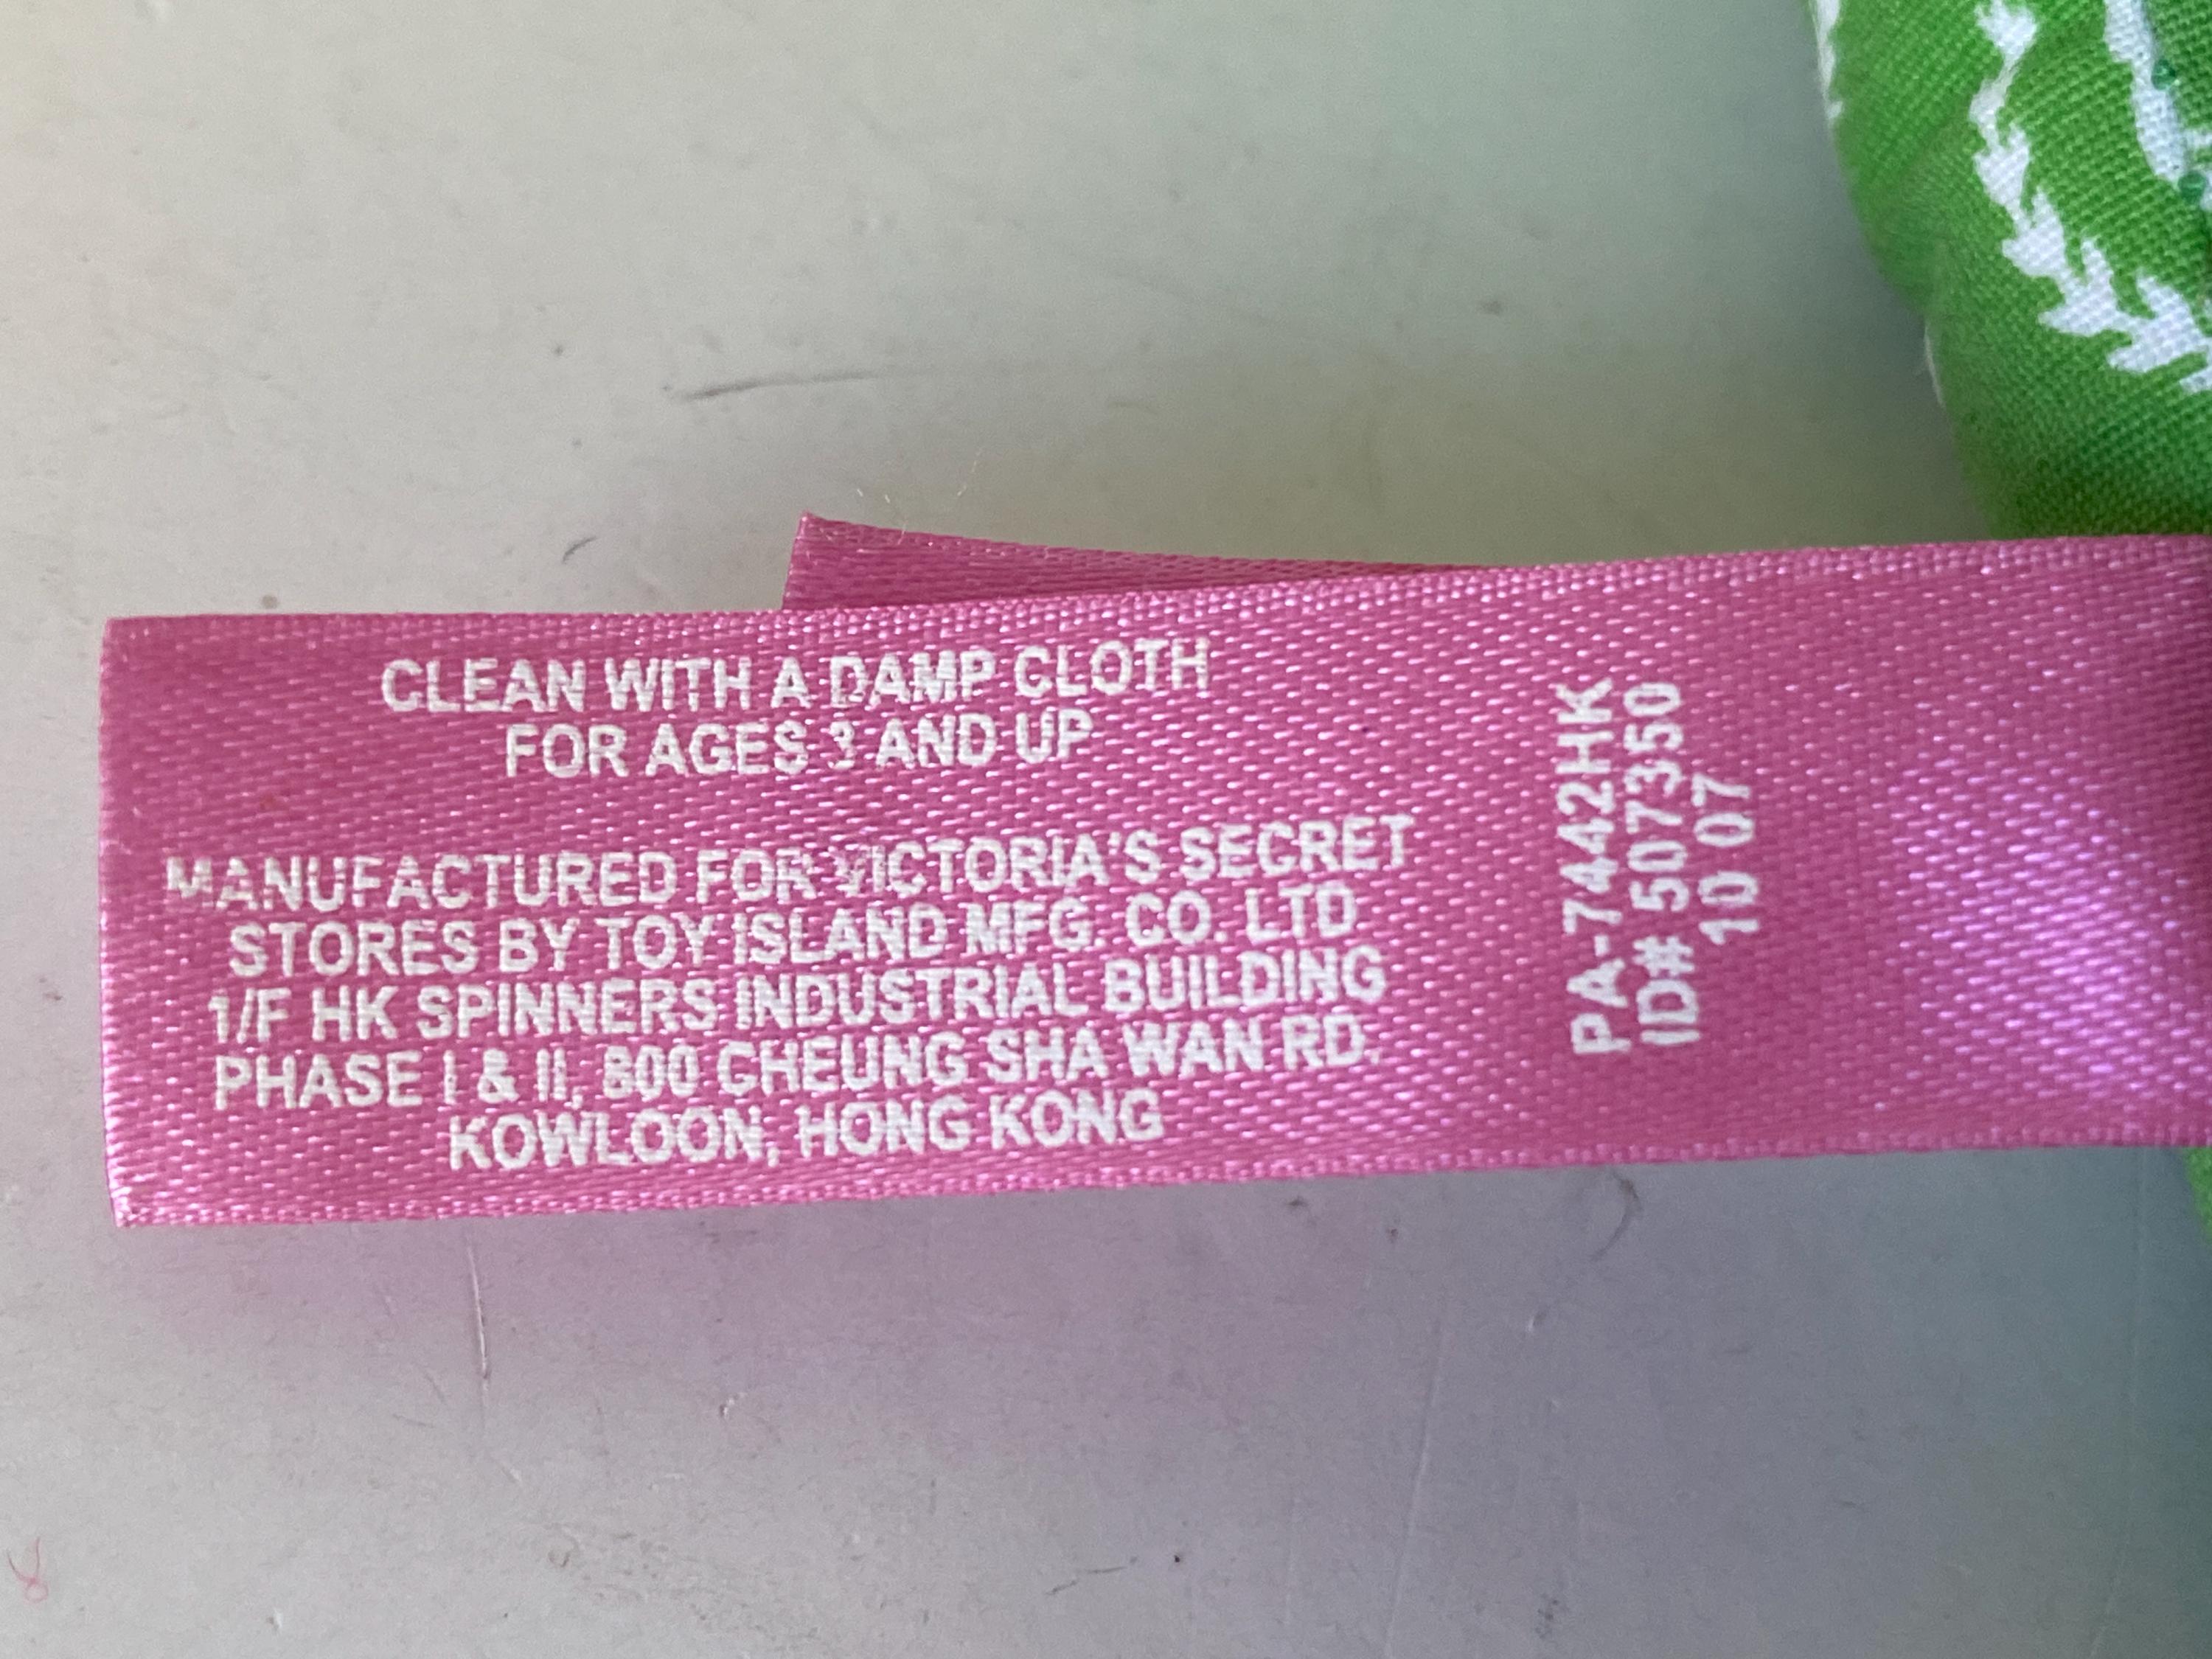 CLEAN WITH A DAMP CLOTH
FOR AGES 3 AND UP
MANUFACTURED FOR VICTORIA'S SECRET
STORES BY TOY ISLAND MFG. CO. LTD
1/F HK SPINNERS INDUSTRIAL BUILDING
PHASE I & II, 800 CHEUNG SHA WAN RD.
KOWLOON, HONG KONG
PA-7442HK
ID# 507350
10 07